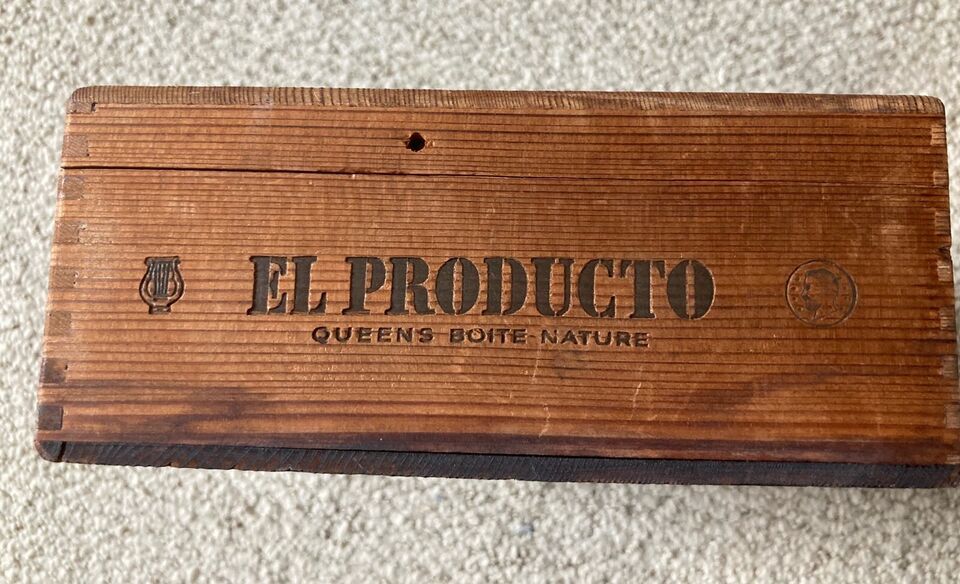 EL PRODUCTO
QUEENS BOITE-NATURE